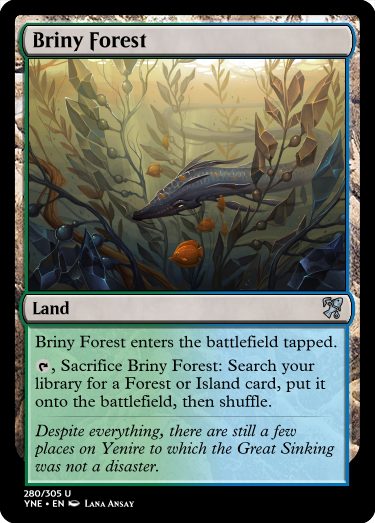 Briny Forest
Land
Briny Forest enters the battlefield tapped.
, Sacrifice Briny Forest: Search your
library for a Forest or Island card, put it
onto the battlefield, then shuffle.
Despite everything, there are still a few
places on Yenire to which the Great Sinking
was not a disaster.
280/305 U
YNE • EN Lana Ansay